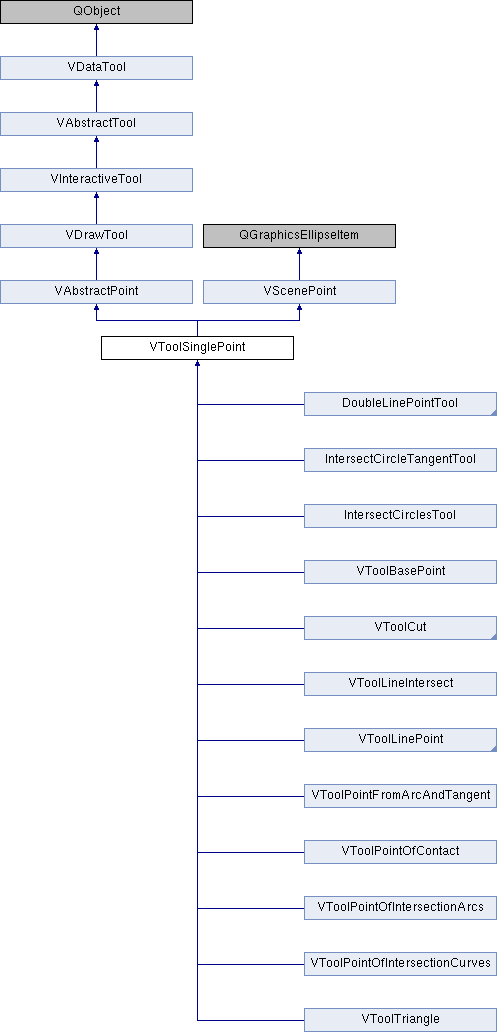 QObject
VDataTool
VAbstractTool
VInteractiveTool
VDrawTool
QGraphicsEllipseItem
VAbstractPoint
VScenePoint
VToolSinglePoint
DoubleLinePointTool
IntersectCircleTangentTool
IntersectCirclesTool
VToolBasePoint
VToolCut
VToolLineIntersect
VToolLinePoint
VToolPointFromArcAndTangent
VToolPointOfContact
VToolPointOfIntersectionArcs
VToolPointOfIntersectionCurves
VToolTriangle